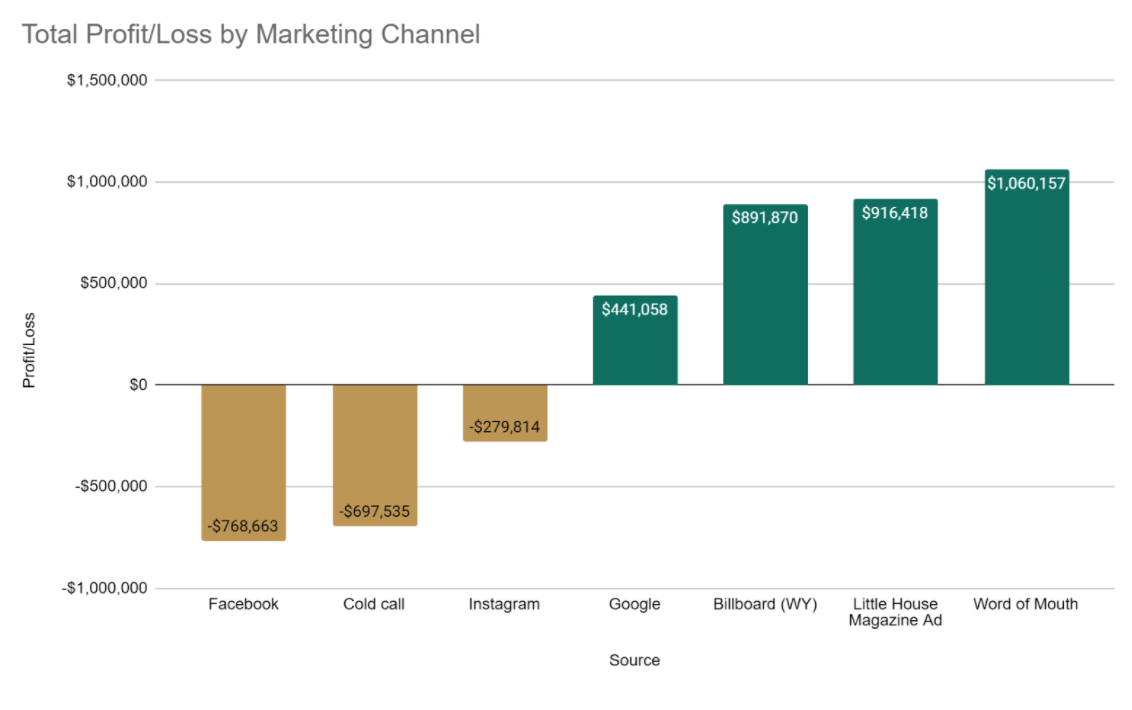 Total Profit/Loss by Marketing Channel
$1,500,000
$1,000,000
$500,000
$0
-$500,000
-$1,000,000
Profit/Loss
-$768,663
-$697,535
-$279,814
$441,058
$891,870
$916,418
$1,060,157
Facebook
Cold call
Instagram
Google
Billboard (WY)
Little House
Magazine Ad
Word of Mouth
Source